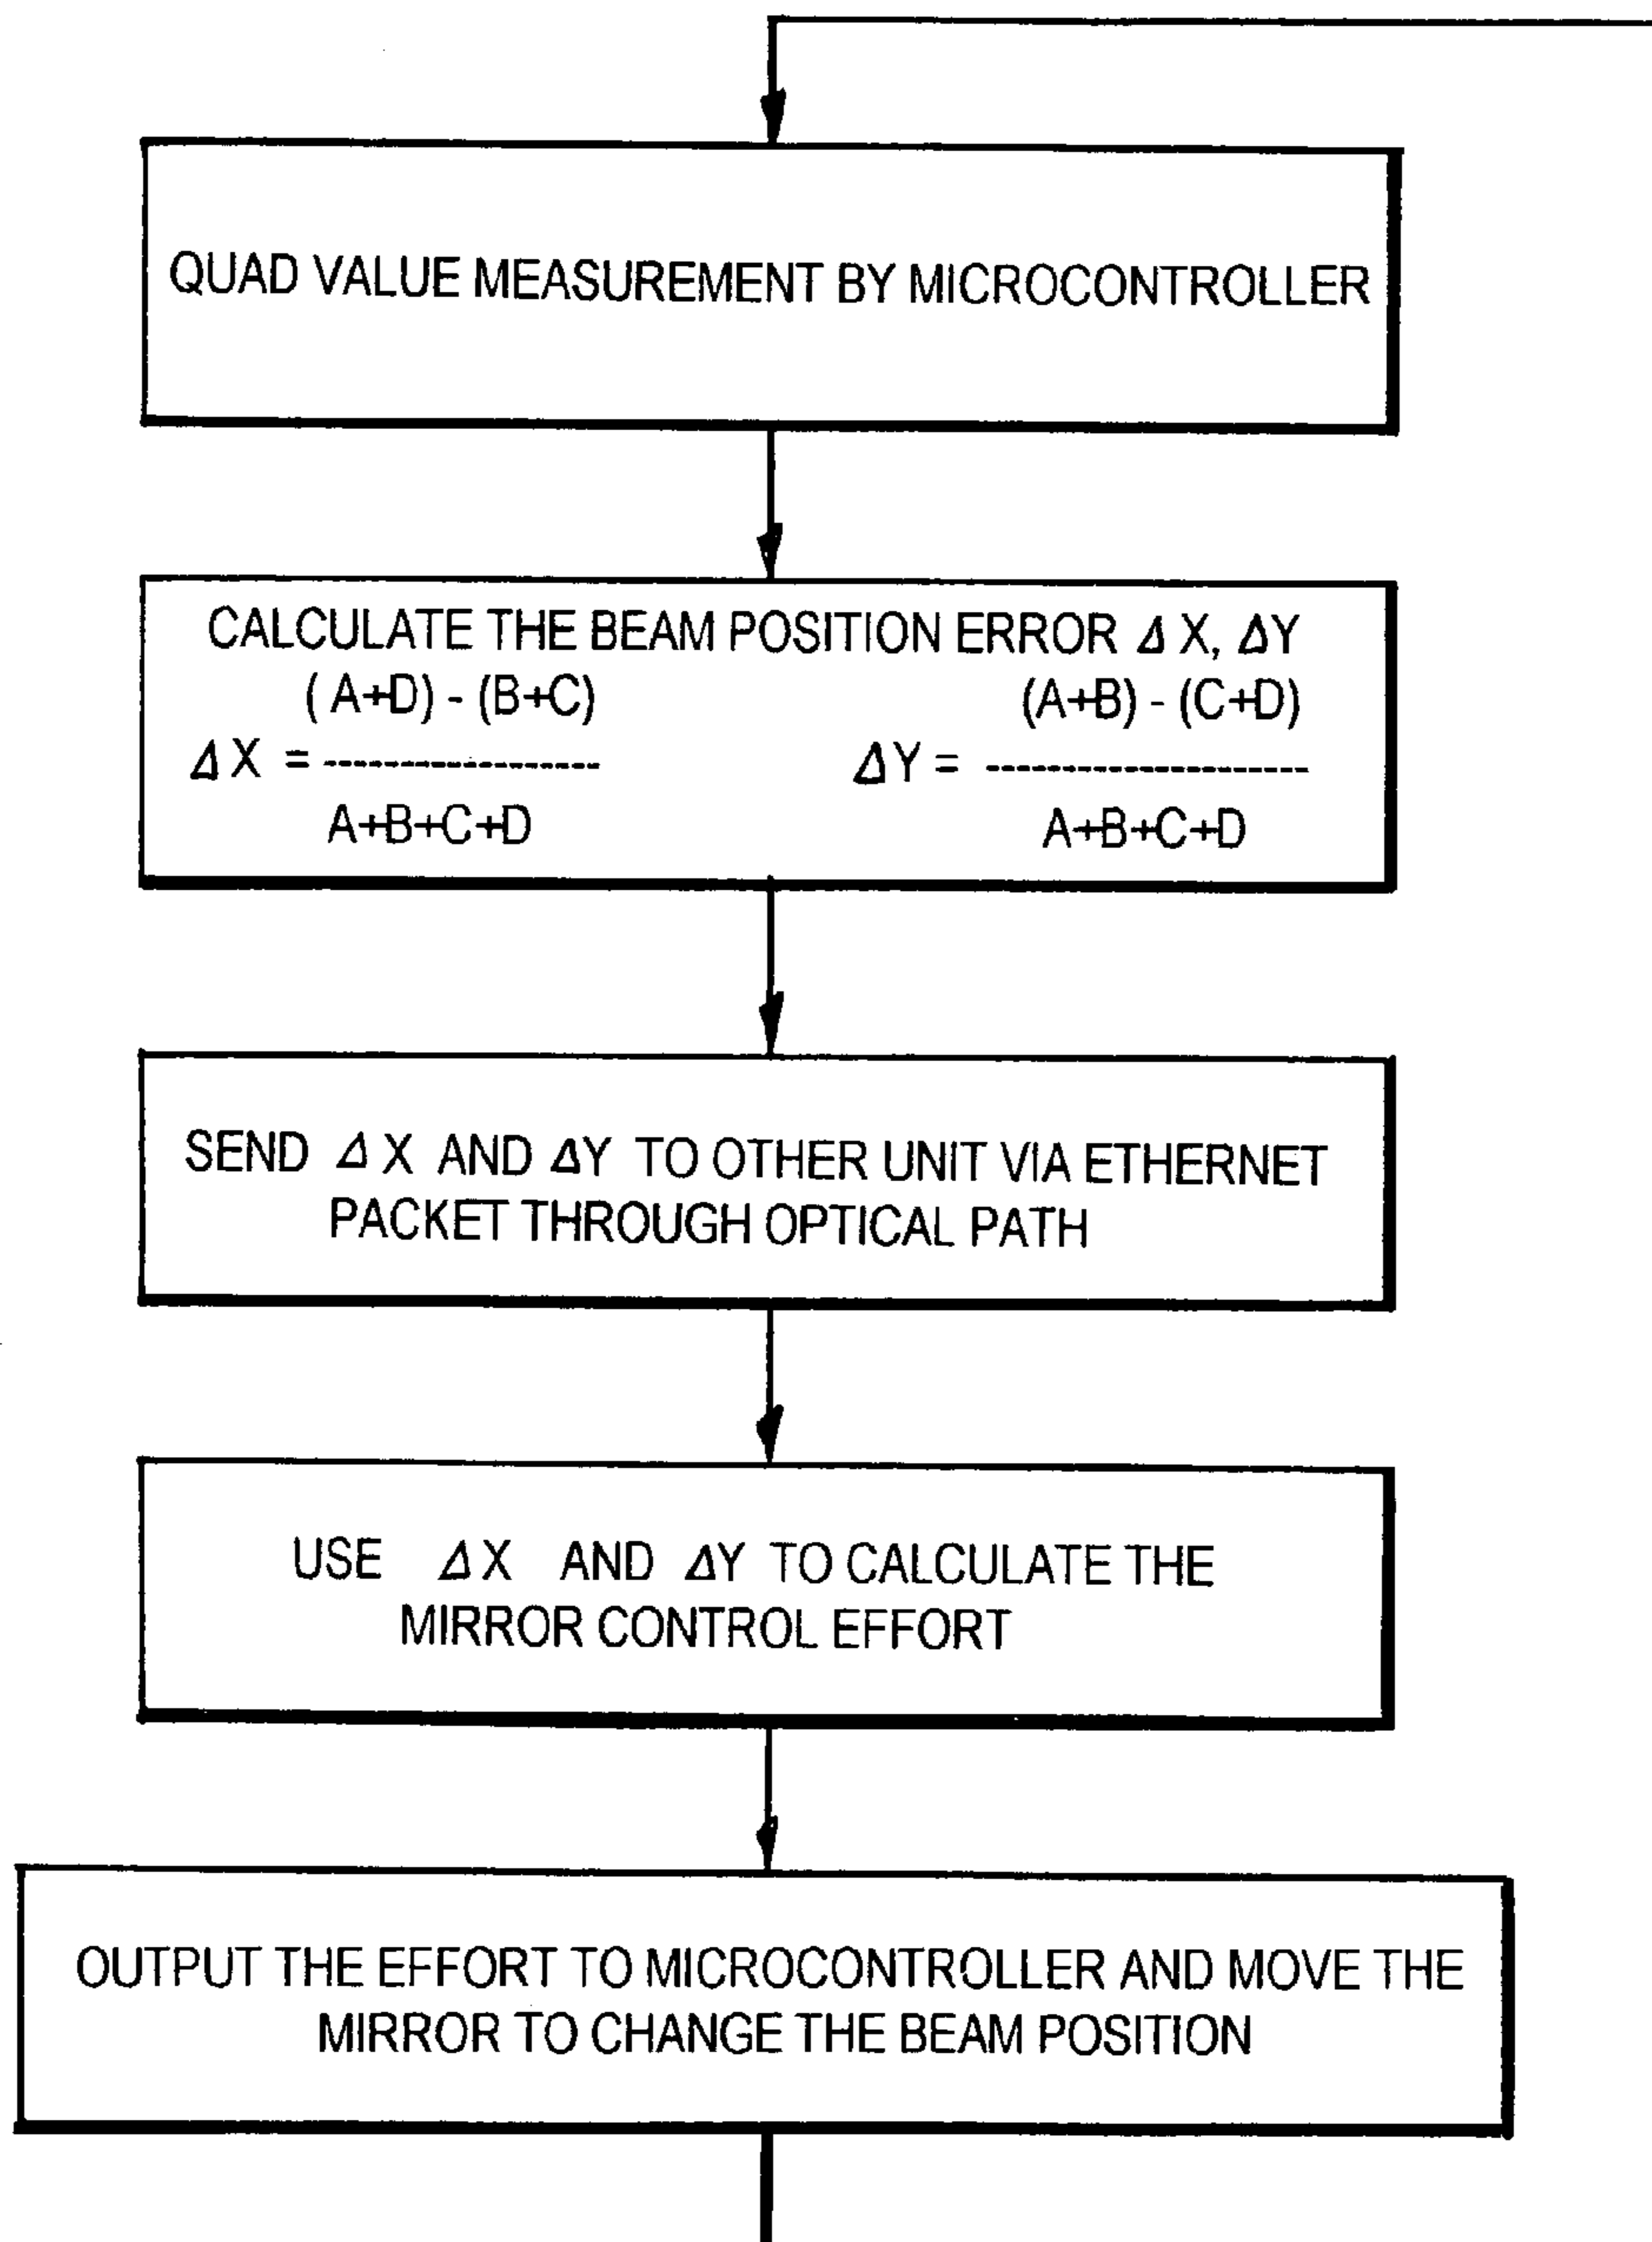 QUAD VALUE MEASUREMENT BY MICROCONTROLLER
CALCULATE THE BEAM POSITION ERROR Δ X, ΔY
( A+D) - (B+C) (A+B) - (C+D)
ΔX = ------------------- ΔY = ----------------------
A+B+C+D A+B+C+D
SEND Δ X AND ΔY TO OTHER UNIT VIA ETHERNET
PACKET THROUGH OPTICAL PATH
USE ΔX AND ΔY TO CALCULATE THE
MIRROR CONTROL EFFORT
OUTPUT THE EFFORT TO MICROCONTROLLER AND MOVE THE
MIRROR TO CHANGE THE BEAM POSITION